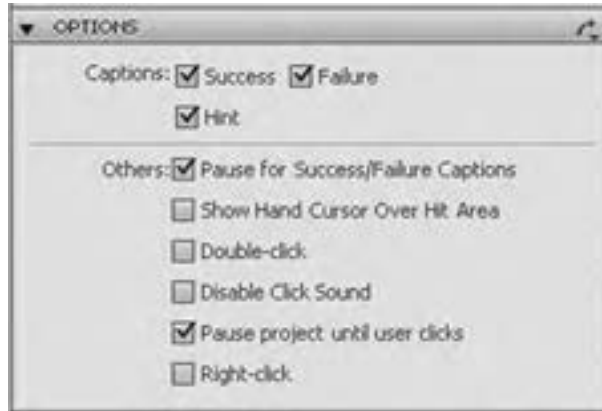 OPTIONS
Captions: Success Failure
Hint
Others: Pause for Success/Failure Captions
Show Hand Cursor Over Hit Area
Double-click
Disable Click Sound
Pause project until user clicks
Right-click